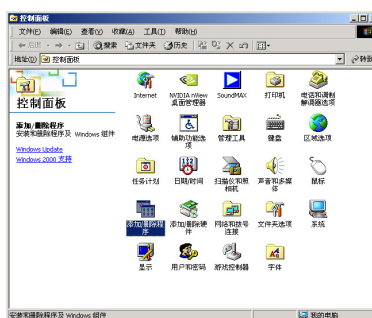 控制面板
文件(F) 编辑(E) 查看(V) 收藏(A) 工具(T) 帮助(H)
后退 搜索 文件夹 历史
地址(D) 控制面板 转到
控制面板
添加/删除程序
安装和删除程序及 Windows 组件
Windows Update
Windows 2000 支持
Internet NVIDIA nView 桌面管理器 SoundMAX 打印机 电话和调制解调器选项
电源选项 辅助功能选项 管理工具 键盘 区域选项
任务计划 日期/时间 扫描仪和照相机 声音和多媒体 鼠标
添加/删除程序 添加/删除硬件 网络和拨号连接 文件夹选项 系统
显示 用户和密码 游戏控制器 字体
安装和删除程序及 Windows 组件 我的电脑